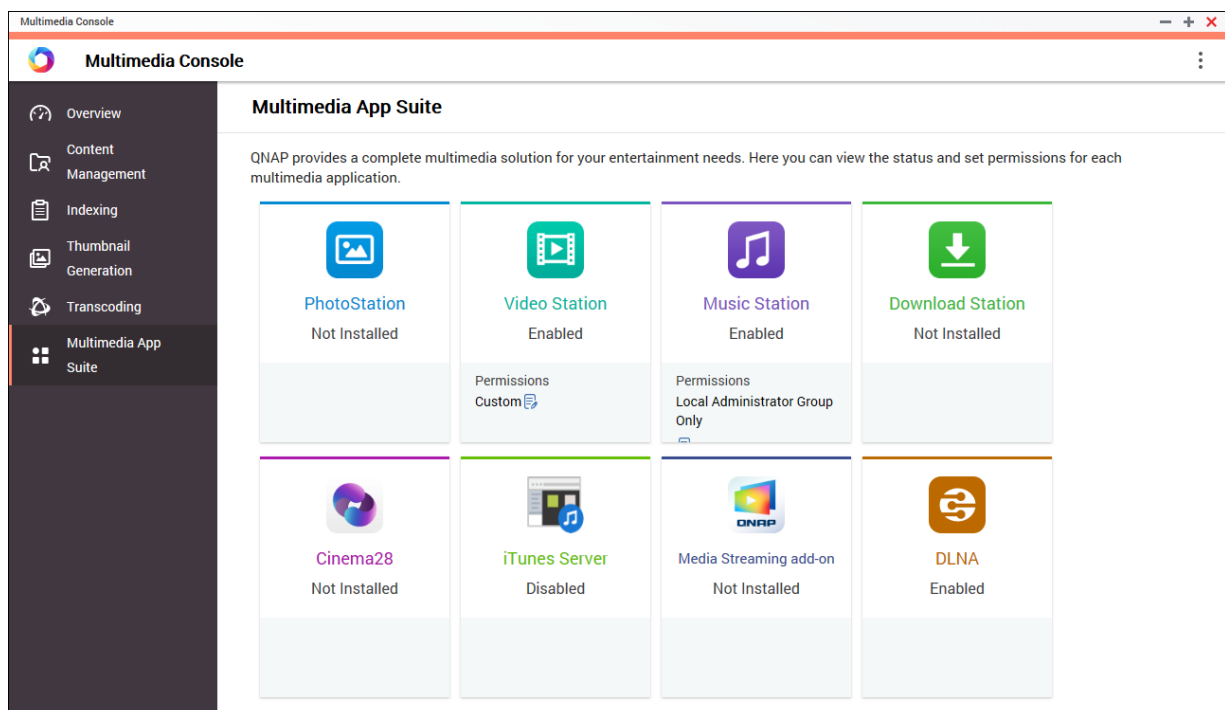 Multimedia Console
Multimedia Console
Overview
Content
Management
Indexing
Thumbnail
Generation
Transcoding
Multimedia App
Suite
Multimedia App Suite
QNAP provides a complete multimedia solution for your entertainment needs. Here you can view the status and set permissions for each
multimedia application.
PhotoStation
Not Installed
Video Station
Enabled
Permissions
Custom
Music Station
Enabled
Permissions
Local Administrator Group
Only
Download Station
Not Installed
Cinema28
Not Installed
iTunes Server
Disabled
QNAP
Media Streaming add-on
Not Installed
DLNA
Enabled